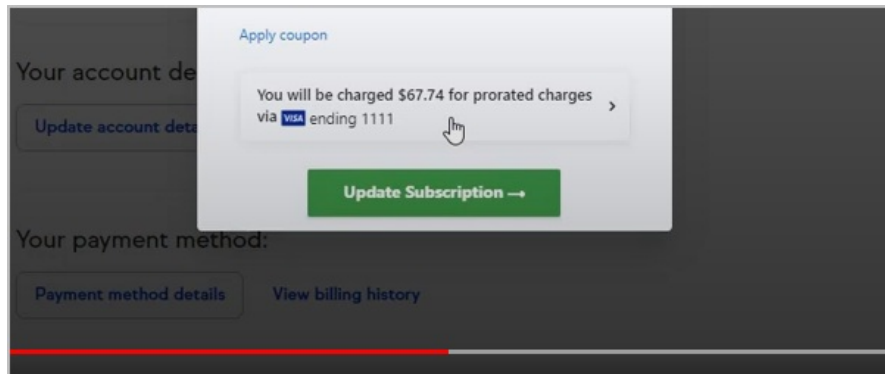 Apply coupon
Your account de
You will be charged $67.74 for prorated charges
via VISA ending 1111
Update account deta
Update Subscription →
Your payment method:
Payment method details
View billing history